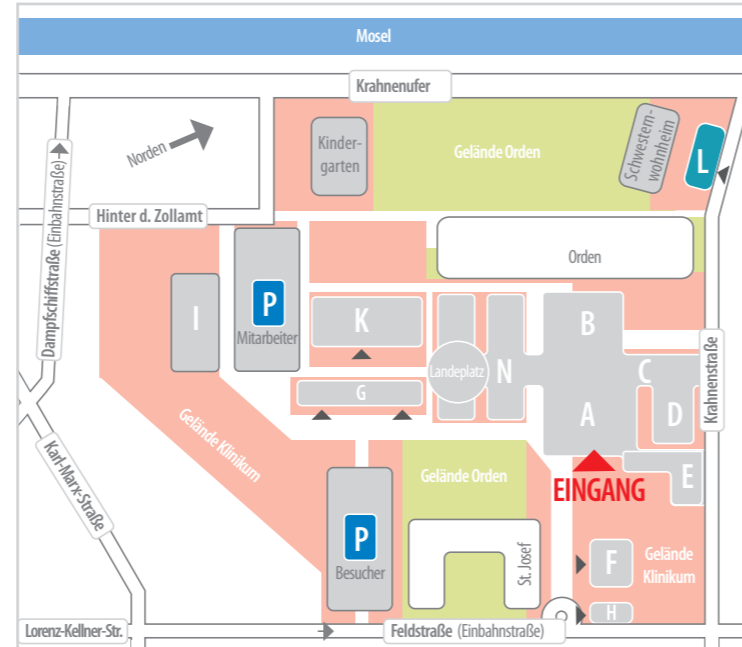 Mosel
Krahnenufer
Norden
Kinder-
garten
Gelände Orden
Schwestern-
wohnheim
L
Hinter d. Zollamt
Dampfschiffstraße (Einbahnstraße)
Orden
I
P
Mitarbeiter
K
B
Landeplatz
N
C
G
A
D
Krahnenstraße
Gelände Klinikum
Karl-Marx-Straße
Gelände Orden
EINGANG
E
P
Besucher
St. Josef
F
Gelände
Klinikum
H
Lorenz-Kellner-Str.
Feldstraße (Einbahnstraße)